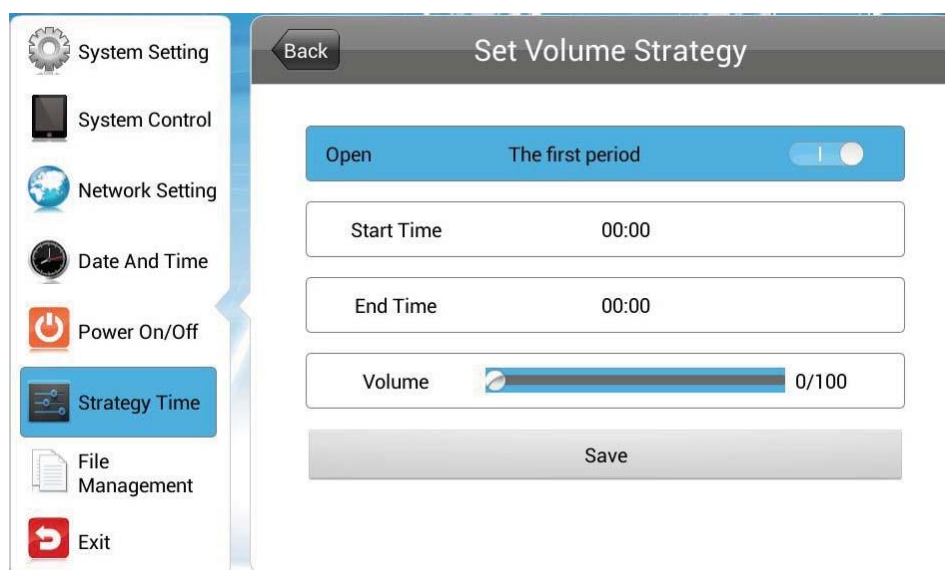 System Setting
System Control
Network Setting
Date And Time
Power On/Off
Strategy Time
File
Management
Exit
Back
Set Volume Strategy
Open The first period
Start Time 00:00
End Time 00:00
Volume 0/100
Save